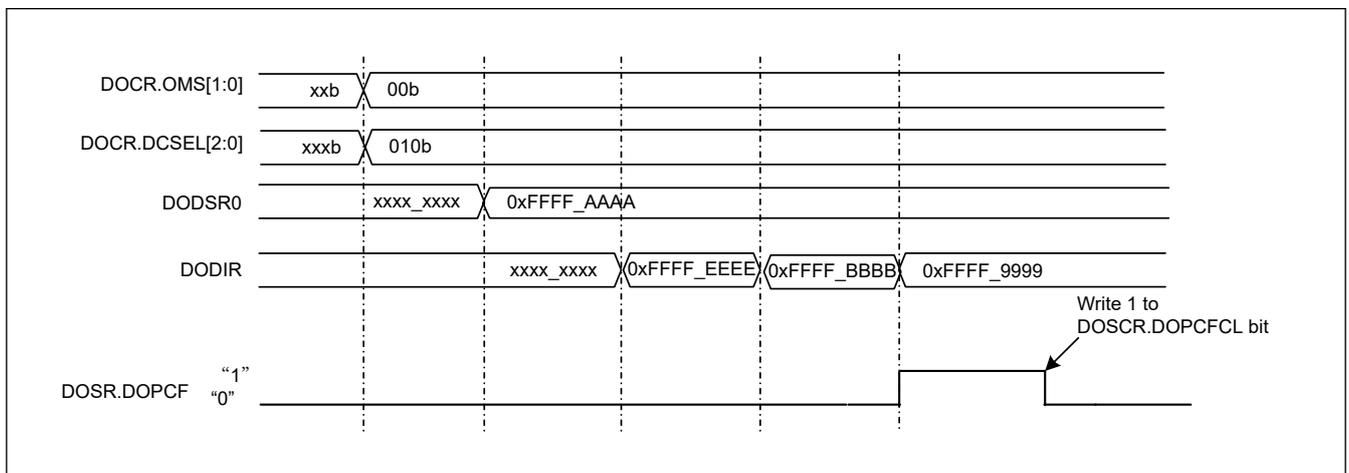 DOCR.OMS[1:0] xxb 00b
DOCR.DCSEL[2:0] xxxb 010b
DODSR0 xxxx_xxxx 0xFFFF_AAAA
DODIR xxxx_xxxx 0xFFFF_EEEE 0xFFFF_BBBB 0xFFFF_9999
Write 1 to
DOSCR.DOPCFCL bit
“1”
DOSR.DOPCF “0”